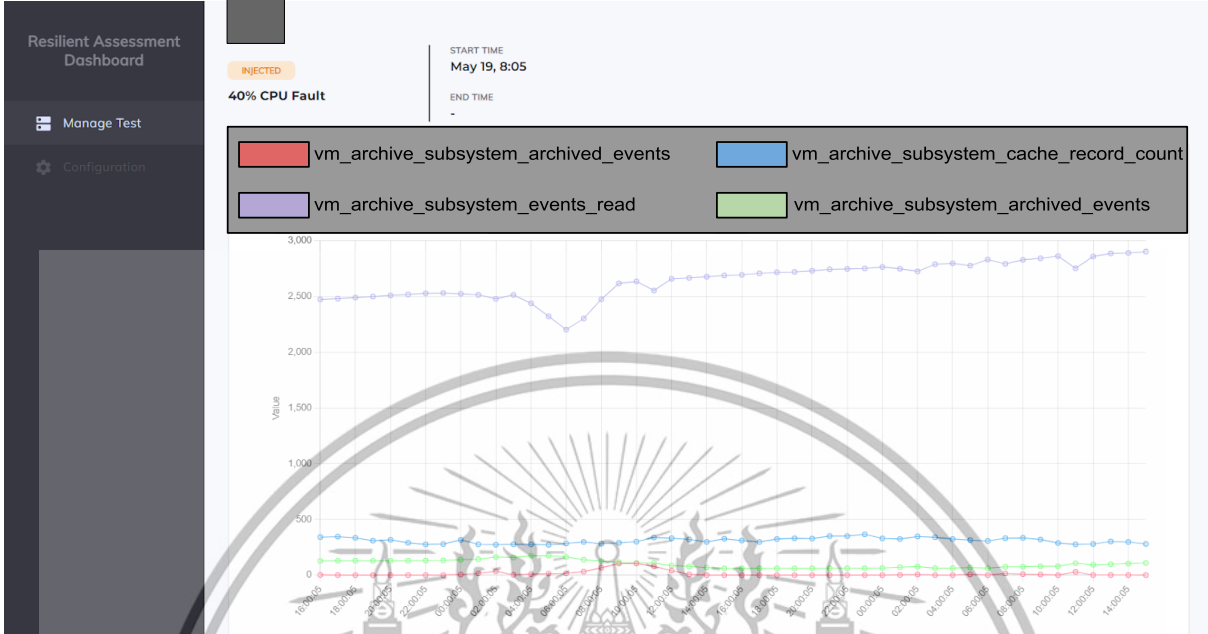 Resilient Assessment
Dashboard
Manage Test
Configuration
INJECTED
40% CPU Fault
START TIME
May 19, 8:05
END TIME
-
vm_archive_subsystem_archived_events
vm_archive_subsystem_cache_record_count
vm_archive_subsystem_events_read
vm_archive_subsystem_archived_events
3,000
2,500
2,000
1,500
1,000
500
0
Value
16:00:05
18:00:05
20:00:05
22:00:05
00:00:05
02:00:05
04:00:05
06:00:05
08:00:05
10:00:05
12:00:05
14:00:05
16:00:05
18:00:05
20:00:05
22:00:05
00:00:05
02:00:05
04:00:05
06:00:05
08:00:05
10:00:05
12:00:05
14:00:05